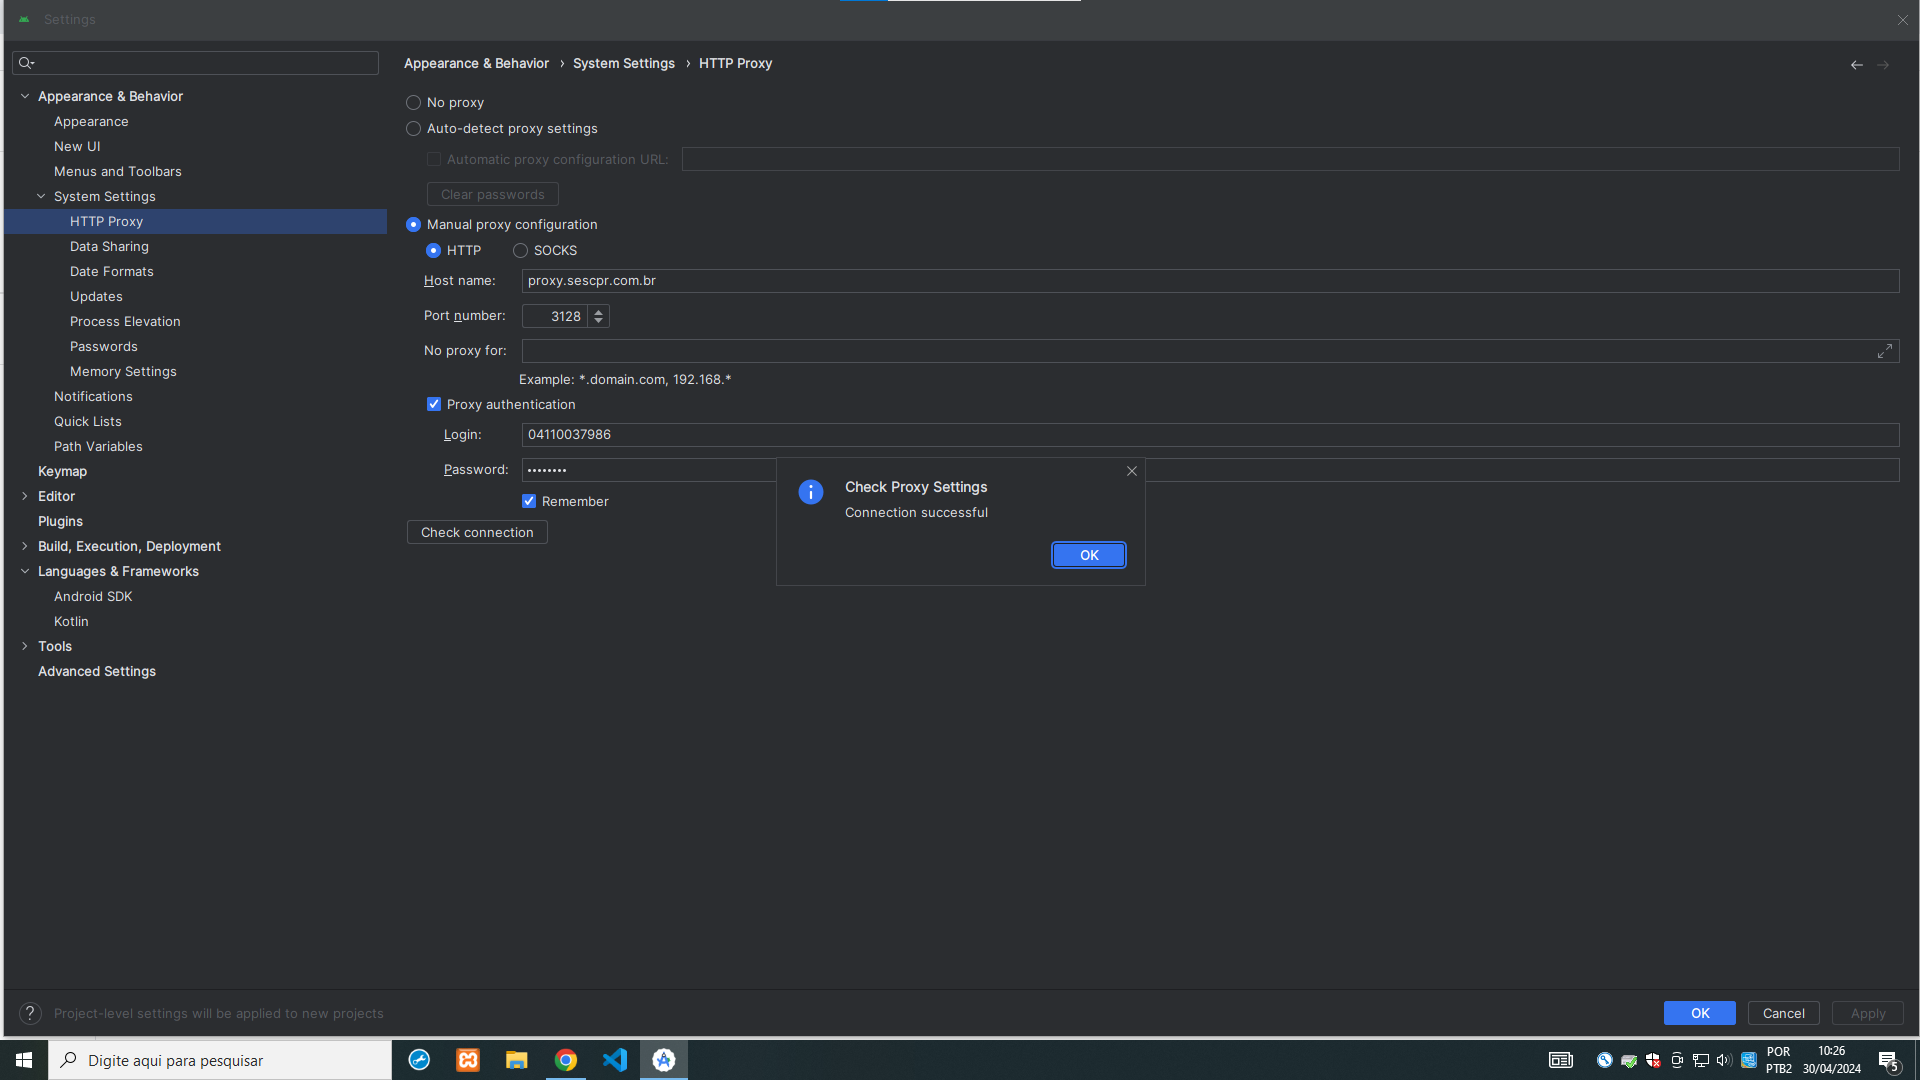 Settings
Appearance & Behavior
Appearance
New UI
Menus and Toolbars
System Settings
HTTP Proxy
Data Sharing
Date Formats
Updates
Process Elevation
Passwords
Memory Settings
Notifications
Quick Lists
Path Variables
Keymap
Editor
Plugins
Build, Execution, Deployment
Languages & Frameworks
Android SDK
Kotlin
Tools
Advanced Settings
Appearance & Behavior › System Settings › HTTP Proxy
No proxy
Auto-detect proxy settings
Automatic proxy configuration URL:
Clear passwords
Manual proxy configuration
HTTP SOCKS
Host name: proxy.sescpr.com.br
Port number: 3128
No proxy for:
Example: *.domain.com, 192.168.*
Proxy authentication
Login: 04110037986
Password: ••••••••
Remember
Check connection
Check Proxy Settings
Connection successful
OK
? Project-level settings will be applied to new projects
OK Cancel Apply
Digite aqui para pesquisar
POR
PTB2
10:26
30/04/2024
5